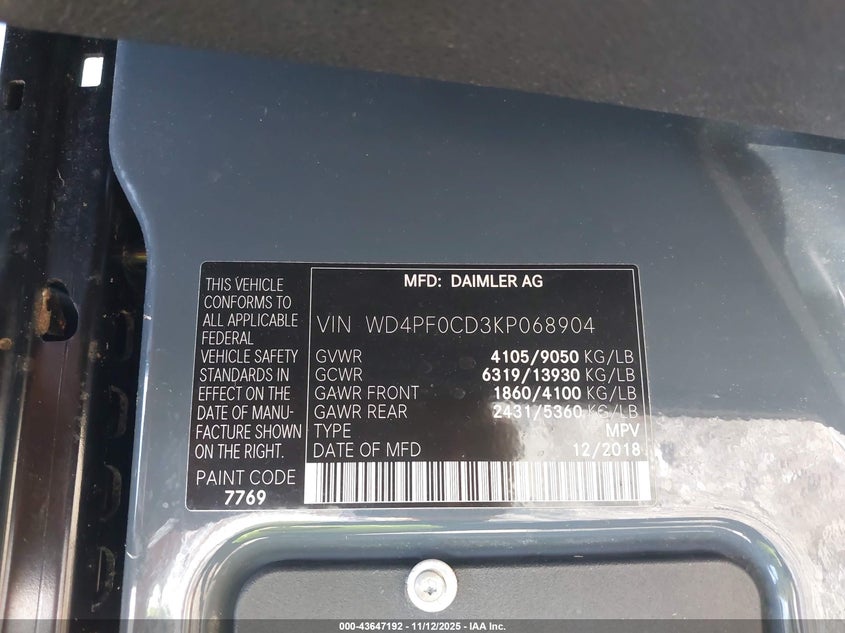 THIS VEHICLE
CONFORMS TO
ALL APPLICABLE
FEDERAL
VEHICLE SAFETY
STANDARDS IN
EFFECT ON THE
DATE OF MANU-
FACTURE SHOWN
ON THE RIGHT.
PAINT CODE
7769
MFD: DAIMLER AG
VIN WD4PF0CD3KP068904
GVWR 4105/9050 KG/LB
GCWR 6319/13930 KG/LB
GAWR FRONT 1860/4100 KG/LB
GAWR REAR 2431/5360 KG/LB
TYPE MPV
DATE OF MFD 12/2018
000-43647192 - 11/12/2025 - IAA Inc.